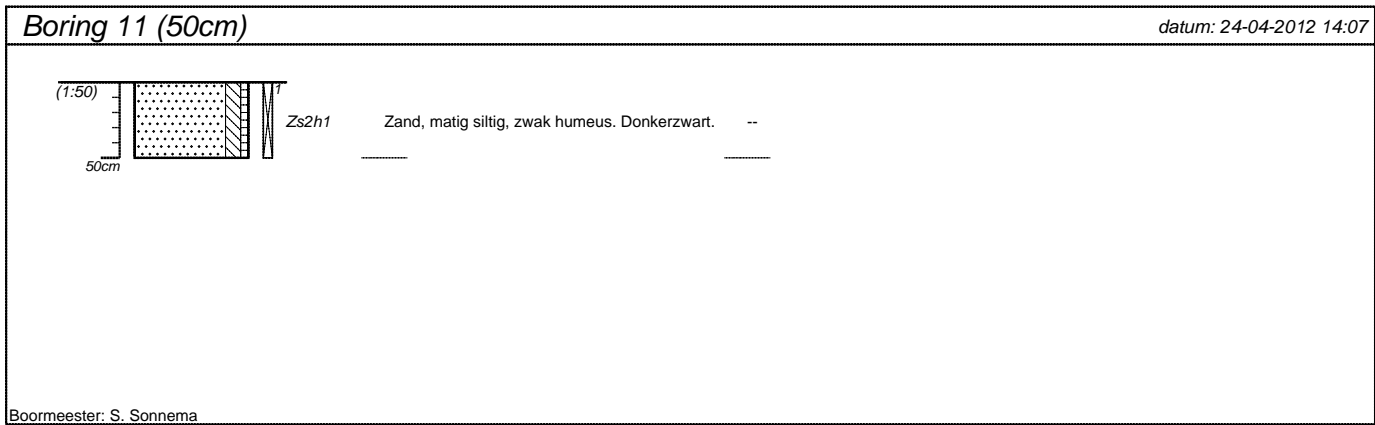 Boring 11 (50cm)
datum: 24-04-2012 14:07
(1:50)
1
Zs2h1 Zand, matig siltig, zwak humeus. Donkerzwart. --
50cm
Boormeester: S. Sonnema